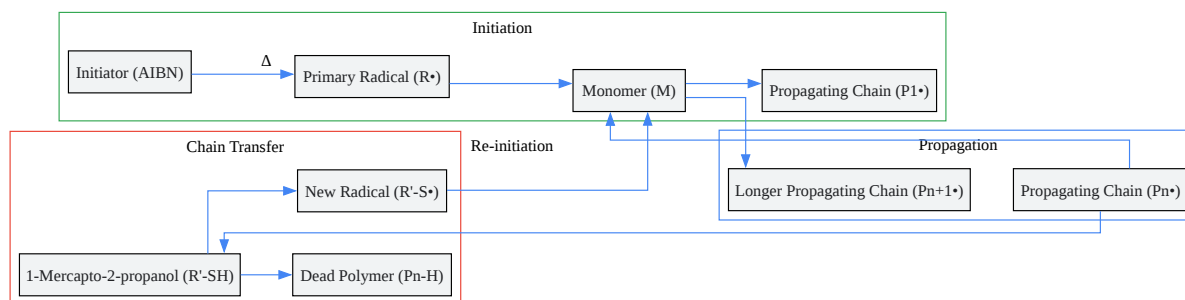 Initiation
Initiator (AIBN)
Δ
Primary Radical (R•)
Monomer (M)
Propagating Chain (P1•)
Chain Transfer
Re-initiation
Propagation
New Radical (R'-S•)
Longer Propagating Chain (Pn+1•)
Propagating Chain (Pn•)
1-Mercapto-2-propanol (R'-SH)
Dead Polymer (Pn-H)